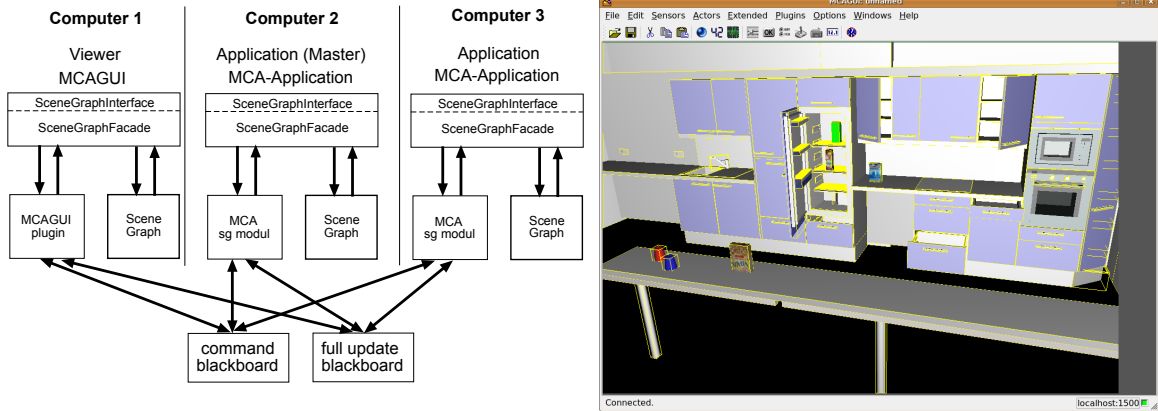 Computer 1
Computer 2
Computer 3
Viewer
MCAGUI
Application (Master)
MCA-Application
Application
MCA-Application
SceneGraphInterface
SceneGraphFacade
SceneGraphInterface
SceneGraphFacade
SceneGraphInterface
SceneGraphFacade
MCAGUI
plugin
Scene
Graph
MCA
sg modul
Scene
Graph
MCA
sg modul
Scene
Graph
command
blackboard
full update
blackboard
MCAGUI: unnamed
File Edit Sensors Actors Extended Plugins Options Windows Help
42 OK
Connected.
localhost:1500